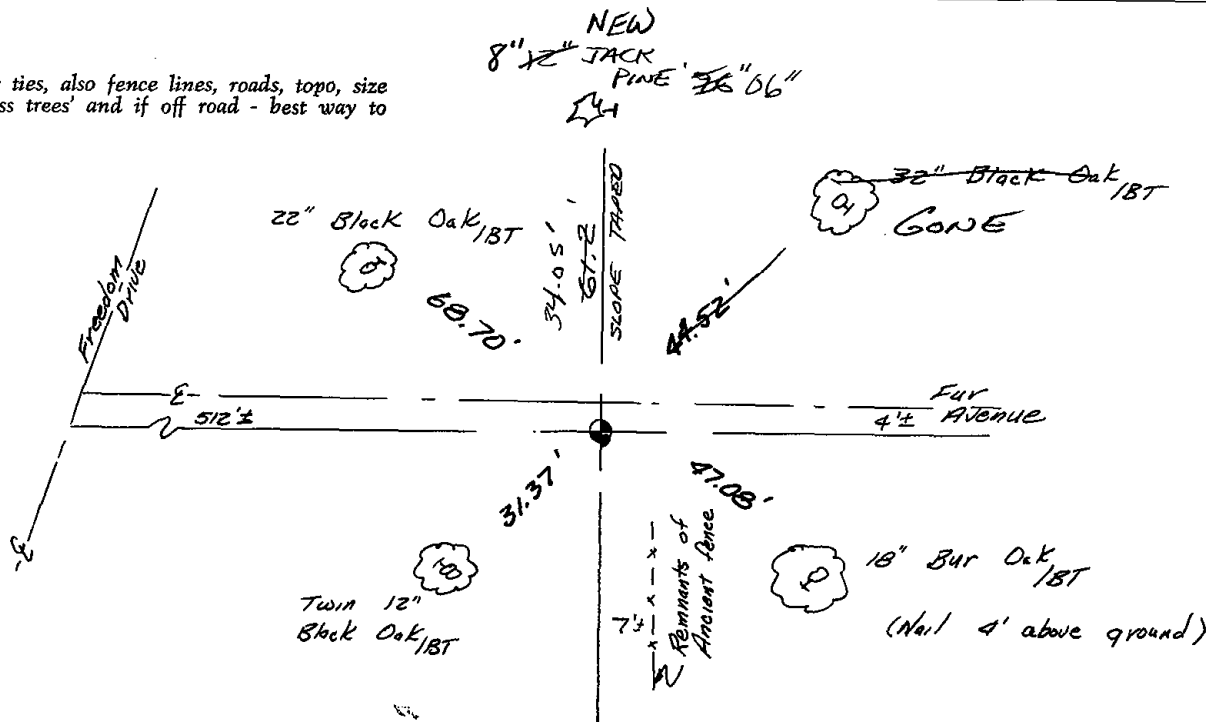 NEW
8" 12" JACK
PINE 06"
ties, also fence lines, roads, topo, size
ss trees' and if off road - best way to
32" Black Oak/BT
GONE
22" Black Oak/BT
Freedom
Drive
34.05'
61.2'
SLOPE TAPED
68.70'
44.52'
Fur
Avenue
℄
512'±
4'±
31.37'
47.08'
℄
Twin 12"
Black Oak/BT
7'±
Remnants of
Ancient fence
18" Bur Oak
/BT
(Nail 4' above ground)